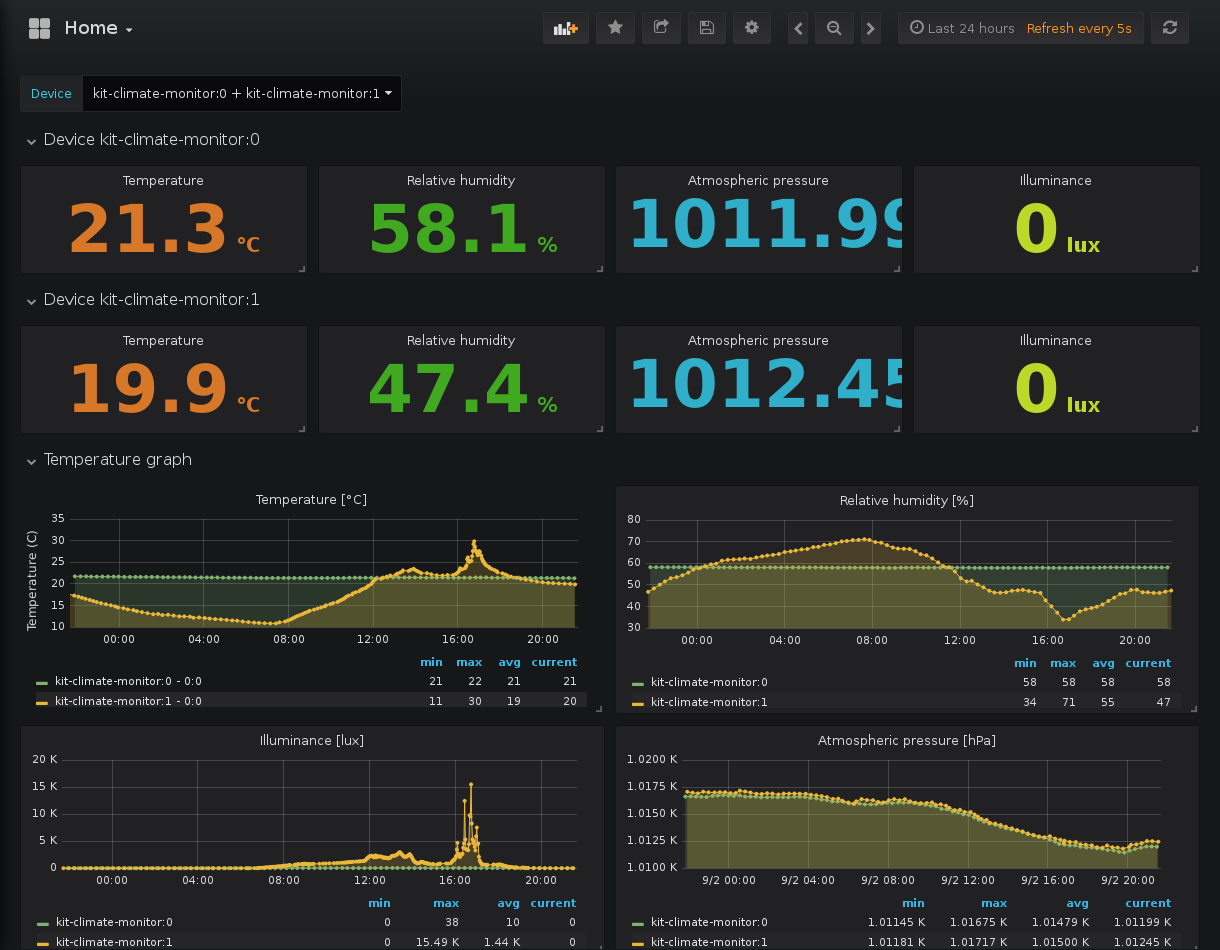 Home
Last 24 hours Refresh every 5s
Device kit-climate-monitor:0 + kit-climate-monitor:1
Device kit-climate-monitor:0
Temperature Relative humidity Atmospheric pressure Illuminance
21.3 °C 58.1 % 1011.99 0 lux
Device kit-climate-monitor:1
Temperature Relative humidity Atmospheric pressure Illuminance
19.9 °C 47.4 % 1012.45 0 lux
Temperature graph
Temperature [°C]
Temperature (C)
35
30
25
20
15
10
00:00 04:00 08:00 12:00 16:00 20:00
min max avg current
kit-climate-monitor:0 - 0:0 21 22 21 21
kit-climate-monitor:1 - 0:0 11 30 19 20
Relative humidity [%]
80
70
60
50
40
30
00:00 04:00 08:00 12:00 16:00 20:00
min max avg current
kit-climate-monitor:0 58 58 58 58
kit-climate-monitor:1 34 71 55 47
Illuminance [lux]
20 K
15 K
10 K
5 K
0
00:00 04:00 08:00 12:00 16:00 20:00
min max avg current
kit-climate-monitor:0 0 38 10 0
kit-climate-monitor:1 0 15.49 K 1.44 K 0
Atmospheric pressure [hPa]
1.0200 K
1.0175 K
1.0150 K
1.0125 K
1.0100 K
9/2 00:00 9/2 04:00 9/2 08:00 9/2 12:00 9/2 16:00 9/2 20:00
min max avg current
kit-climate-monitor:0 1.01145 K 1.01675 K 1.01479 K 1.01199 K
kit-climate-monitor:1 1.01181 K 1.01717 K 1.01500 K 1.01245 K